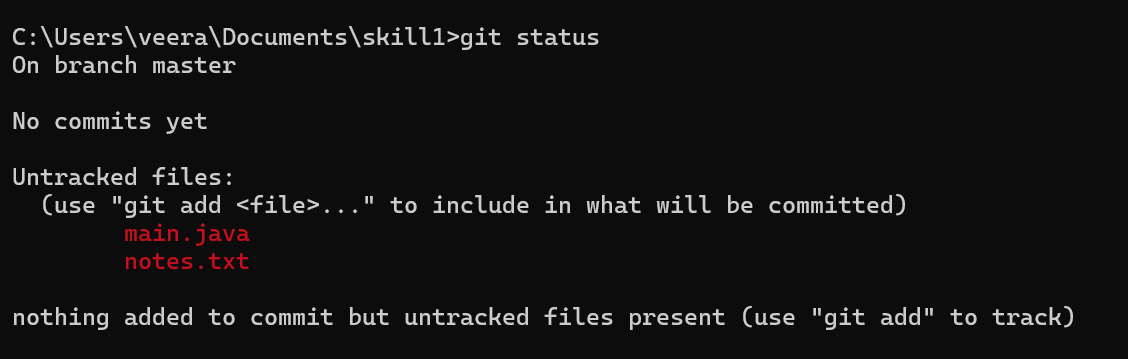 C:\Users\veera\Documents\skill1>git status
On branch master
No commits yet
Untracked files:
(use "git add <file>..." to include in what will be committed)
main.java
notes.txt
nothing added to commit but untracked files present (use "git add" to track)